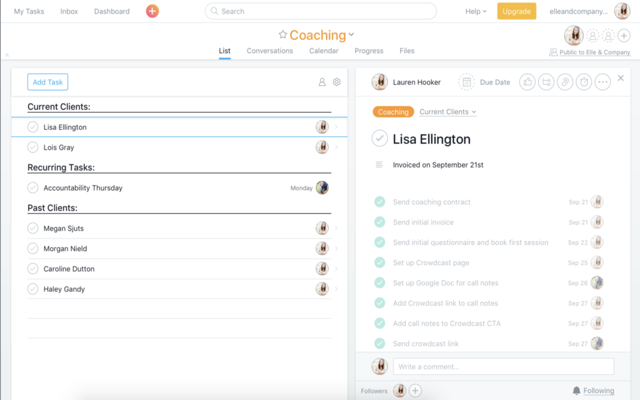 My Tasks Inbox Dashboard Search Help Upgrade elleandcompany...
Coaching
List Conversations Calendar Progress Files
Public to Elle & Company
Add Task
Current Clients:
Lisa Ellington
Lois Gray
Recurring Tasks:
Accountability Thursday Monday
Past Clients:
Megan Sjuts
Morgan Nield
Caroline Dutton
Haley Gandy
Lauren Hooker Due Date
Coaching Current Clients
Lisa Ellington
Invoiced on September 21st
Send coaching contract Sep 21
Send initial invoice Sep 21
Send initial questionnaire and book first session Sep 22
Set up Crowdcast page Sep 25
Set up Google Doc for call notes Sep 26
Add Crowdcast link to call notes Sep 27
Add call notes to Crowdcast CTA Sep 27
Send crowdcast link Sep 27
Write a comment...
Followers Following